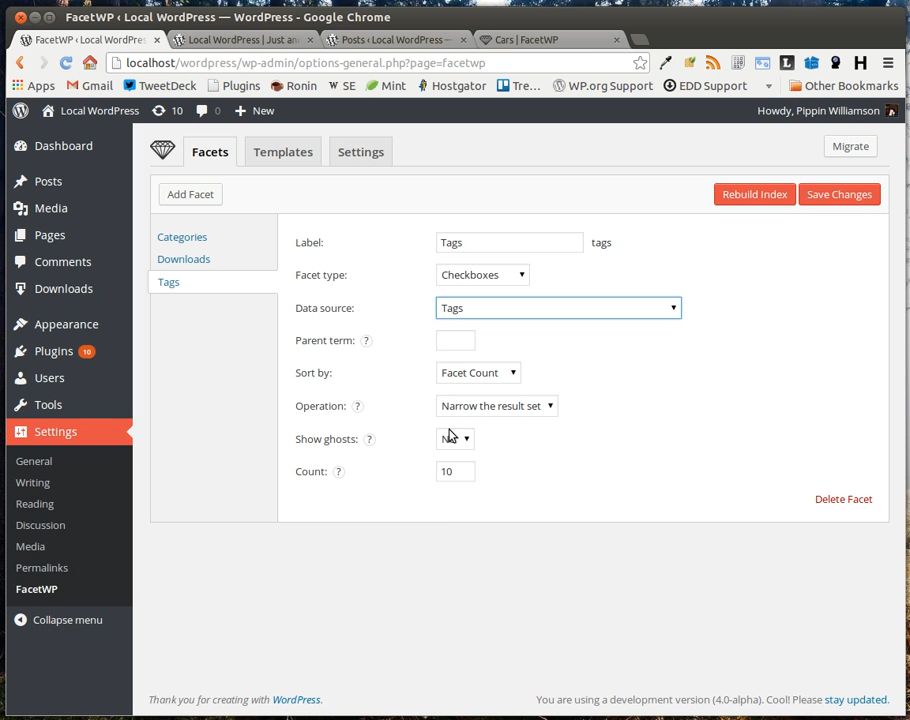 FacetWP ‹ Local WordPress — WordPress - Google Chrome
FacetWP ‹ Local WordPre
Local WordPress | Just an
Posts ‹ Local WordPress —
Cars | FacetWP
localhost/wordpress/wp-admin/options-general.php?page=facetwp
Apps
Gmail
TweetDeck
Plugins
Ronin
SE
Mint
Hostgator
Tre...
WP.org Support
EDD Support
Other Bookmarks
Local WordPress
10
0
New
Howdy, Pippin Williamson
Dashboard
Posts
Media
Pages
Comments
Downloads
Appearance
Plugins 10
Users
Tools
Settings
General
Writing
Reading
Discussion
Media
Permalinks
FacetWP
Collapse menu
Facets
Templates
Settings
Migrate
Add Facet
Rebuild Index
Save Changes
Categories
Downloads
Tags
Label: Tags tags
Facet type: Checkboxes
Data source: Tags
Parent term: ?
Sort by: Facet Count
Operation: ? Narrow the result set
Show ghosts: ?
Count: ? 10
Delete Facet
Thank you for creating with WordPress.
You are using a development version (4.0-alpha). Cool! Please stay updated.